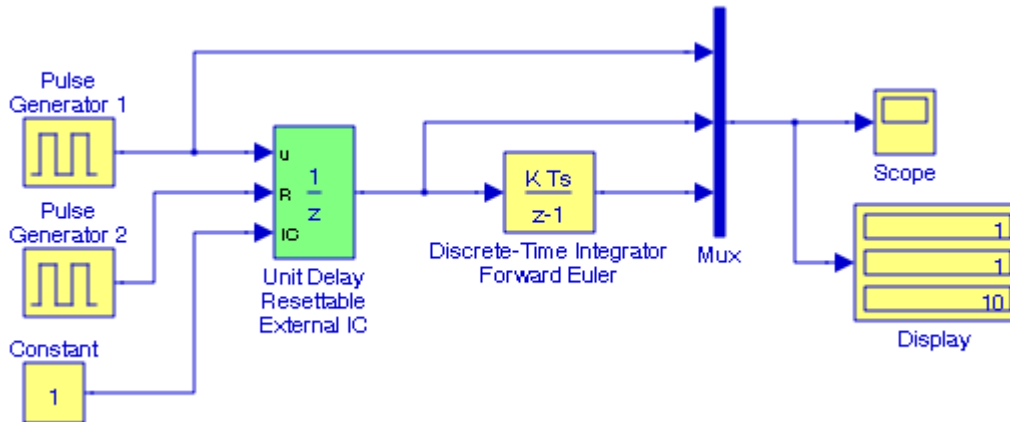 Pulse
Generator 1
u
R
IC
1
z
Pulse
Generator 2
Unit Delay
Resettable
External IC
K Ts
z-1
Discrete-Time Integrator
Forward Euler
Mux
Scope
1
1
10
Display
Constant
1